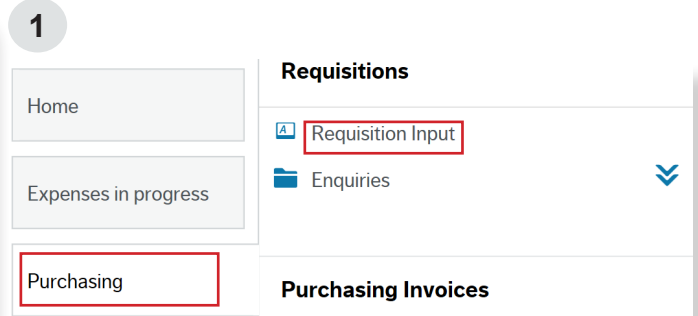 1
Requisitions
Home
A Requisition Input
Enquiries
Expenses in progress
Purchasing
Purchasing Invoices